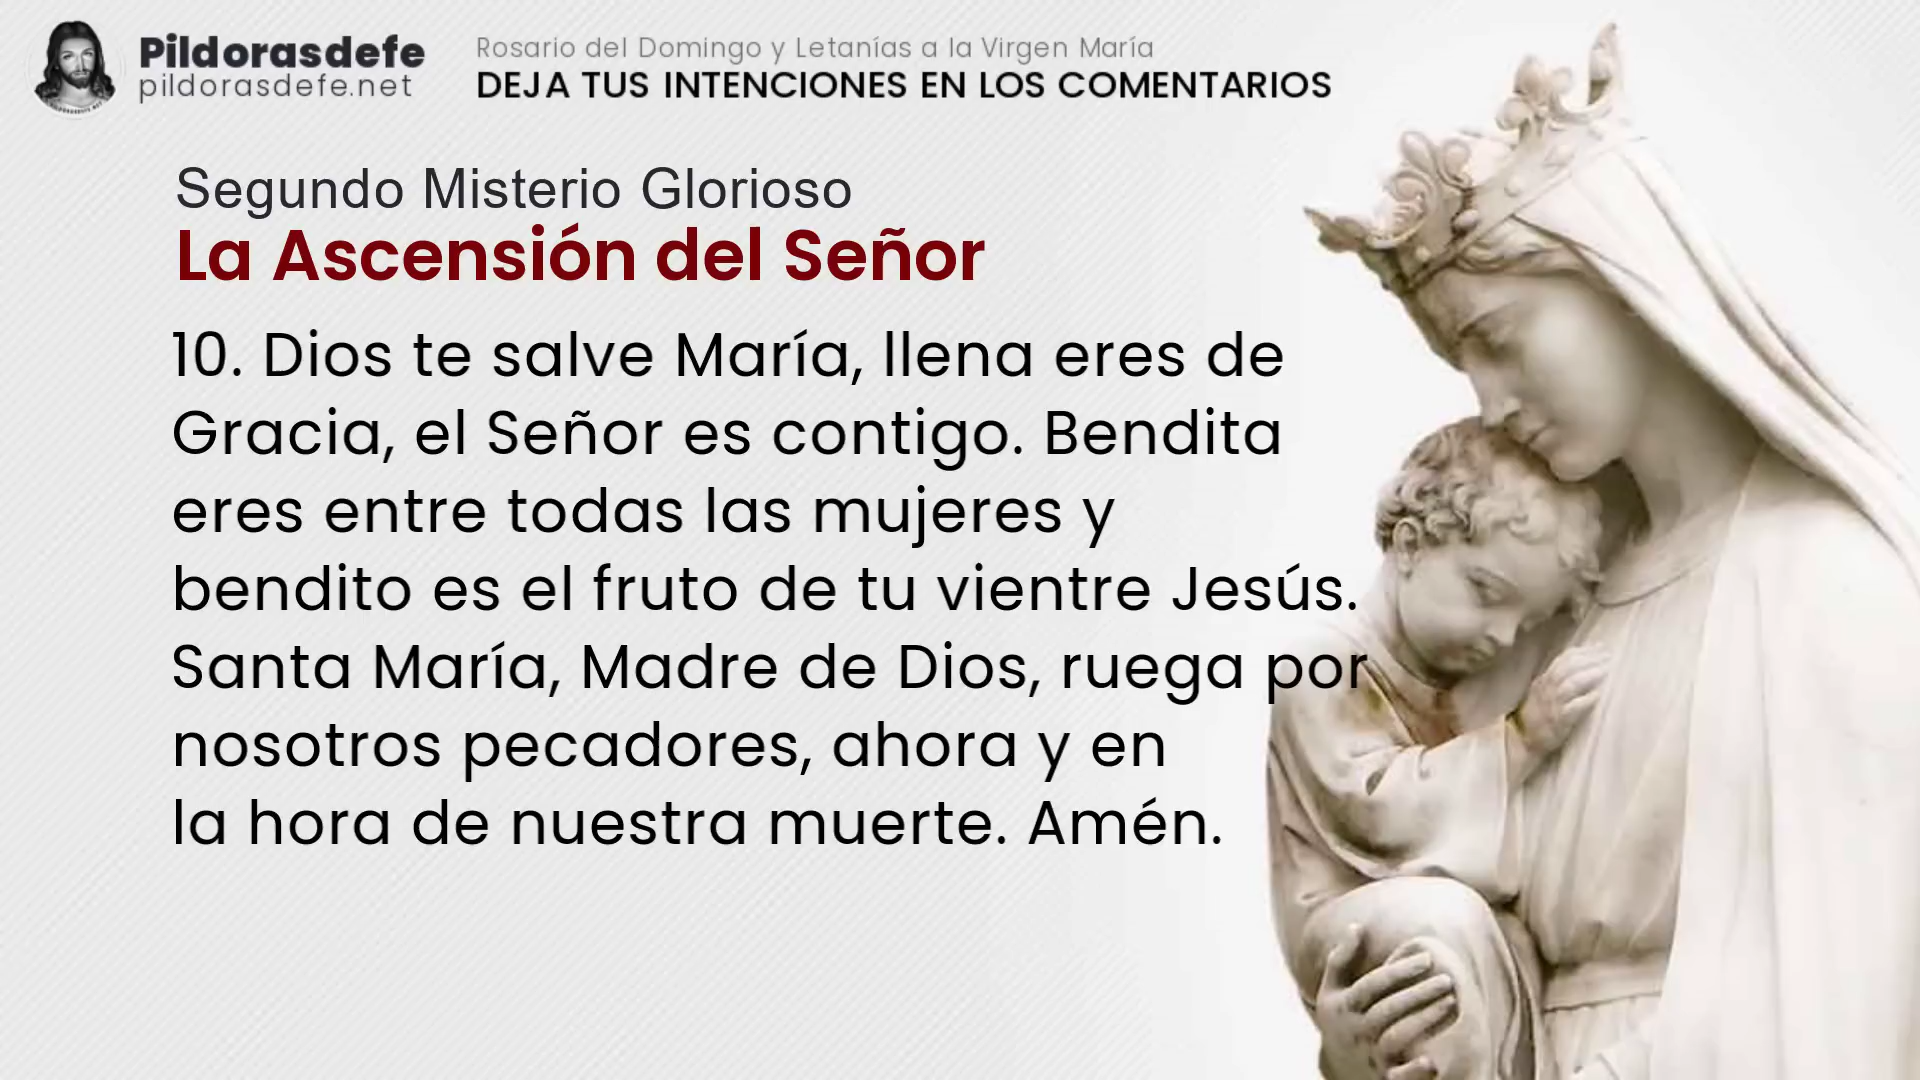 Pildorasdefe
pildorasdefe.net
Rosario del Domingo y Letanías a la Virgen María
DEJA TUS INTENCIONES EN LOS COMENTARIOS
Segundo Misterio Glorioso
La Ascensión del Señor
10. Dios te salve María, llena eres de
Gracia, el Señor es contigo. Bendita
eres entre todas las mujeres y
bendito es el fruto de tu vientre Jesús.
Santa María, Madre de Dios, ruega por
nosotros pecadores, ahora y en
la hora de nuestra muerte. Amén.